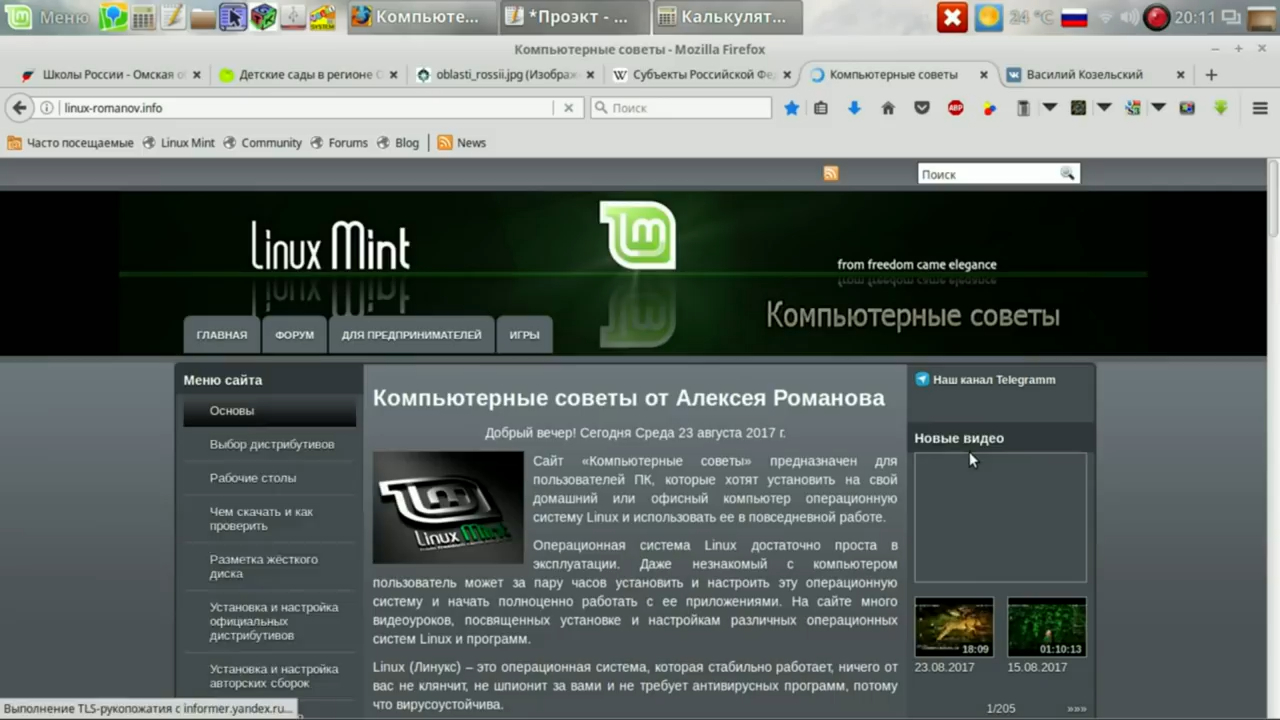 Меню
Компьюте...
*Проэкт - ...
Калькулят...
24 °C
20:11
Компьютерные советы - Mozilla Firefox
Школы России - Омская о
Детские сады в регионе С
oblasti_rossii.jpg (Изображ
Субъекты Российской Фе
Компьютерные советы
Василий Козельский
linux-romanov.info
Поиск
ABP
Часто посещаемые
Linux Mint
Community
Forums
Blog
News
Поиск
Linux Mint
from freedom came elegance
Компьютерные советы
ГЛАВНАЯ
ФОРУМ
ДЛЯ ПРЕДПРИНИМАТЕЛЕЙ
ИГРЫ
Меню сайта
Основы
Выбор дистрибутивов
Рабочие столы
Чем скачать и как
проверить
Разметка жёсткого
диска
Установка и настройка
официальных
дистрибутивов
Установка и настройка
авторских сборок
Компьютерные советы от Алексея Романова
Добрый вечер! Сегодня Среда 23 августа 2017 г.
Linux Mint
Сайт «Компьютерные советы» предназначен для
пользователей ПК, которые хотят установить на свой
домашний или офисный компьютер операционную
систему Linux и использовать ее в повседневной работе.
Операционная система Linux достаточно проста в
эксплуатации. Даже незнакомый с компьютером
пользователь может за пару часов установить и настроить эту операционную
систему и начать полноценно работать с ее приложениями. На сайте много
видеоуроков, посвященных установке и настройкам различных операционных
систем Linux и программ.
Linux (Линукс) – это операционная система, которая стабильно работает, ничего от
вас не клянчит, не шпионит за вами и не требует антивирусных программ, потому
что вирусоустойчива.
Наш канал Telegramm
Новые видео
18:09
01:10:13
23.08.2017
15.08.2017
1/205
»»»
Выполнение TLS-рукопожатия с informer.yandex.ru...